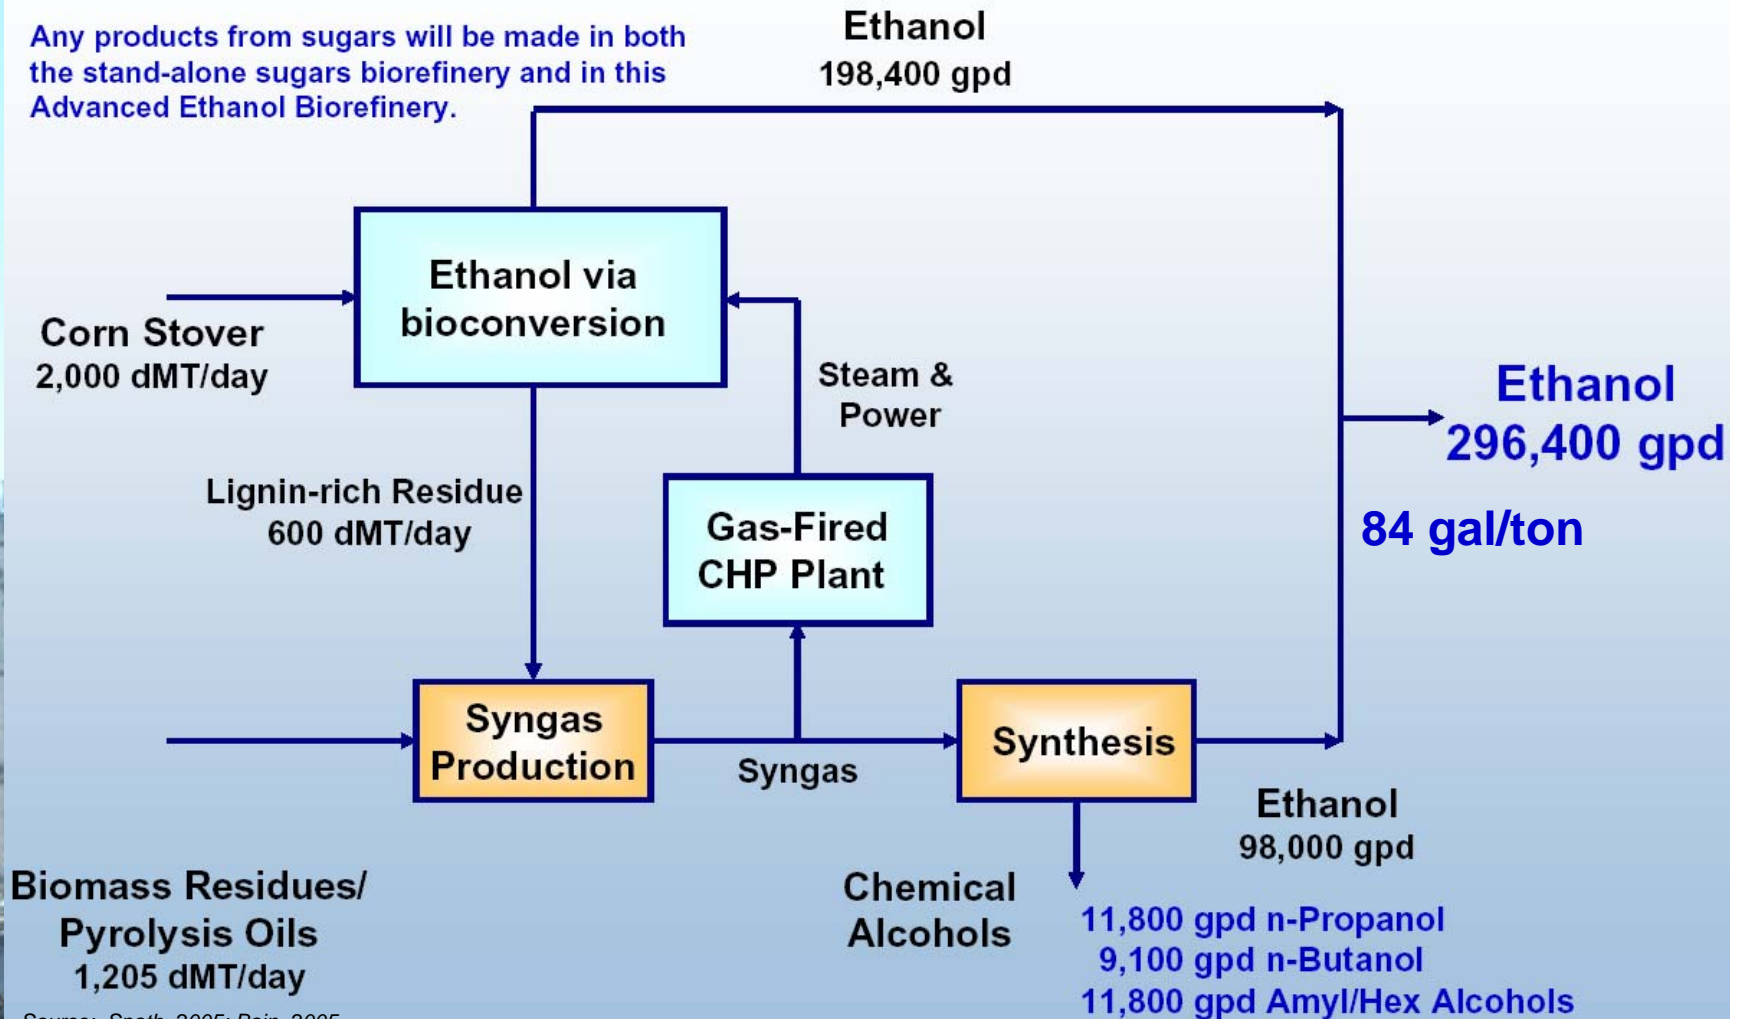 Any products from sugars will be made in both
the stand-alone sugars biorefinery and in this
Advanced Ethanol Biorefinery.
Ethanol
198,400 gpd
Ethanol via
bioconversion
Corn Stover
2,000 dMT/day
Steam &
Power
Ethanol
296,400 gpd
84 gal/ton
Lignin-rich Residue
600 dMT/day
Gas-Fired
CHP Plant
Syngas
Production
Syngas
Synthesis
Ethanol
98,000 gpd
Biomass Residues/
Pyrolysis Oils
1,205 dMT/day
Chemical
Alcohols
11,800 gpd n-Propanol
9,100 gpd n-Butanol
11,800 gpd Amyl/Hex Alcohols